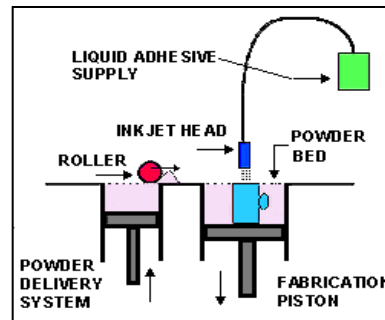 LIQUID ADHESIVE
SUPPLY
INKJET HEAD
POWDER
BED
ROLLER
POWDER
DELIVERY
SYSTEM
FABRICATION
PISTON